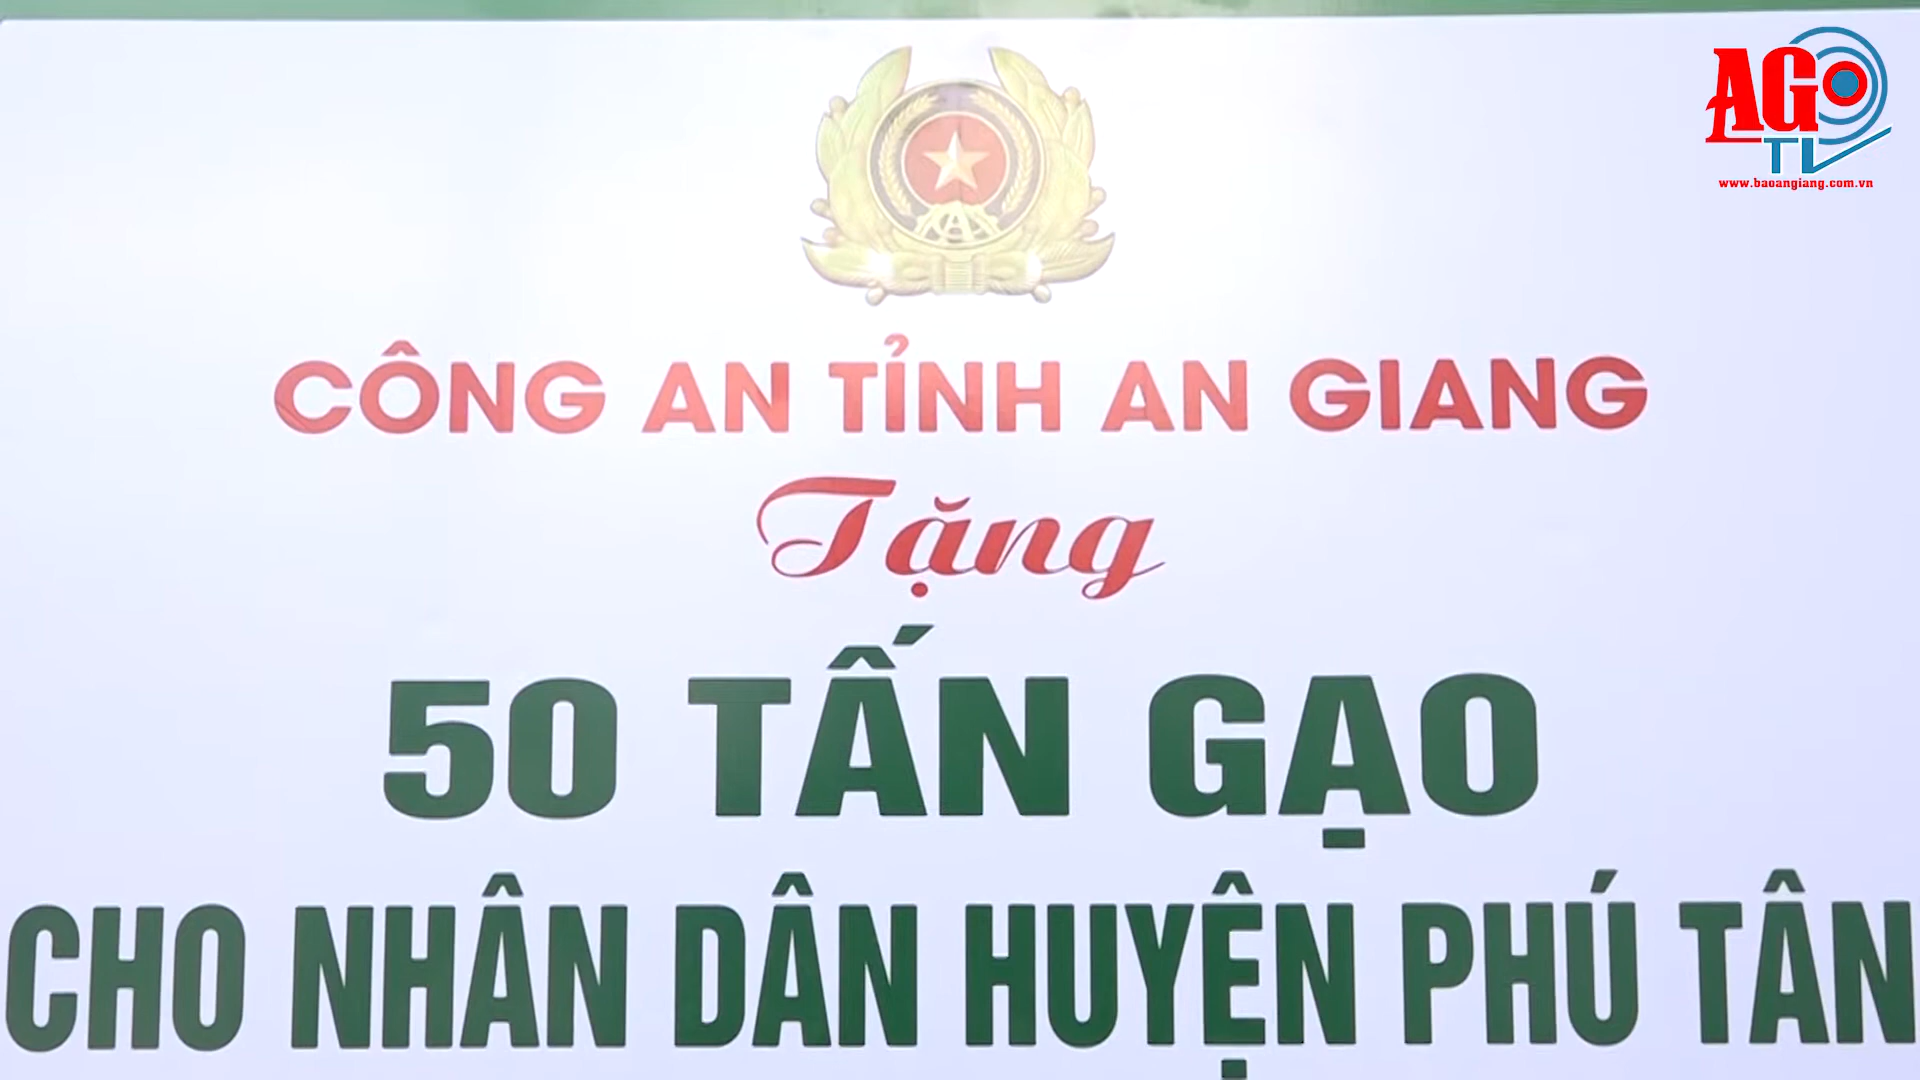 AGO
TV
www.baoangiang.com.vn
CÔNG AN TỈNH AN GIANG
Tặng
50 TẤN GẠO
CHO NHÂN DÂN HUYỆN PHÚ TÂN